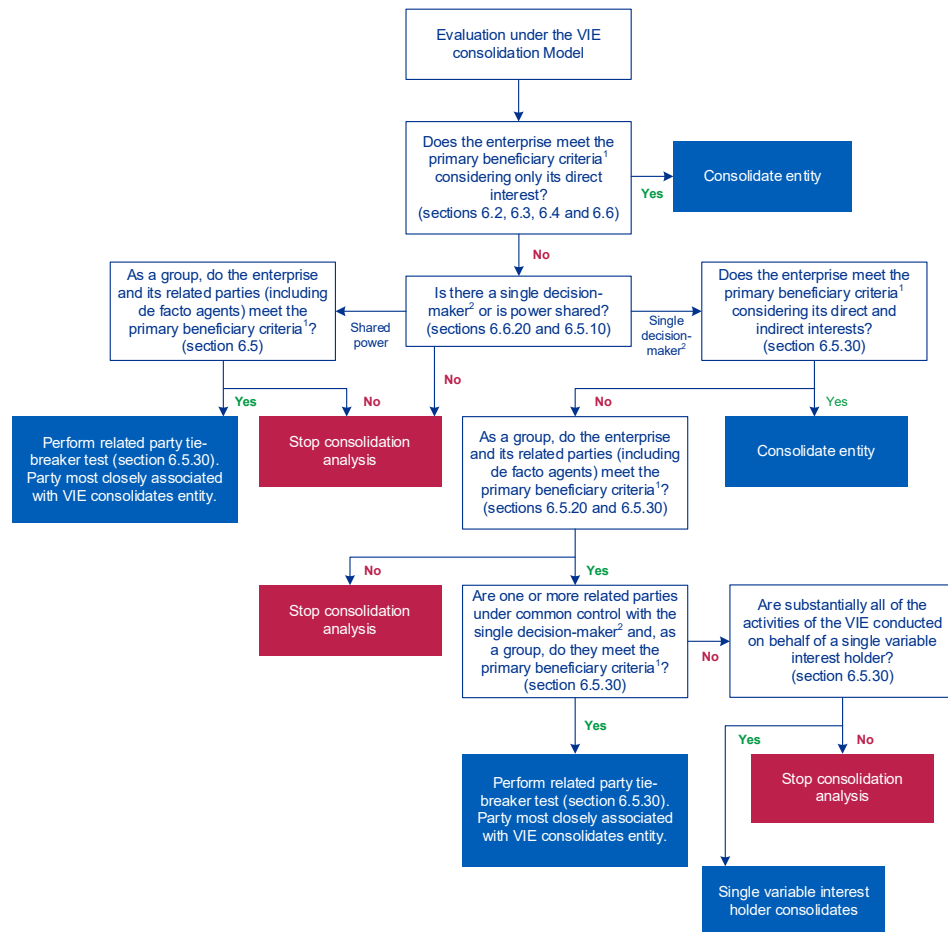 Evaluation under the VIE
consolidation Model
Does the enterprise meet the
primary beneficiary criteria¹
considering only its direct
interest?
(sections 6.2, 6.3, 6.4 and 6.6)
Yes
Consolidate entity
No
As a group, do the enterprise
and its related parties (including
de facto agents) meet the
primary beneficiary criteria¹?
(section 6.5)
Shared
power
Is there a single decision-
maker² or is power shared?
(sections 6.6.20 and 6.5.10)
Single
decision-
maker²
Does the enterprise meet the
primary beneficiary criteria¹
considering its direct and
indirect interests?
(section 6.5.30)
Yes
No
No
No
Yes
Perform related party tie-
breaker test (section 6.5.30).
Party most closely associated
with VIE consolidates entity.
Stop consolidation
analysis
As a group, do the enterprise
and its related parties (including
de facto agents) meet the
primary beneficiary criteria¹?
(sections 6.5.20 and 6.5.30)
Consolidate entity
No
Yes
Stop consolidation
analysis
Are one or more related parties
under common control with the
single decision-maker² and, as
a group, do they meet the
primary beneficiary criteria¹?
(section 6.5.30)
No
Are substantially all of the
activities of the VIE conducted
on behalf of a single variable
interest holder?
(section 6.5.30)
Yes
Yes
No
Perform related party tie-
breaker test (section 6.5.30).
Party most closely associated
with VIE consolidates entity.
Stop consolidation
analysis
Single variable interest
holder consolidates